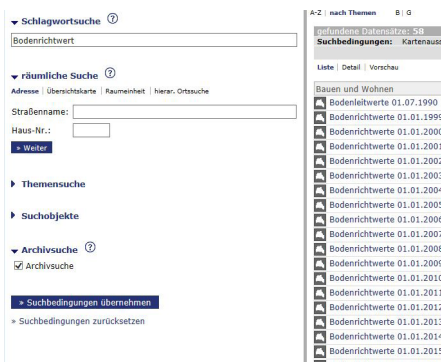 Schlagwortsuche ?
Bodenrichtwert
räumliche Suche ?
Adresse | Übersichtskarte | Raumeinheit | hierar. Ortssuche
Straßenname:
Haus-Nr.:
» Weiter
Themensuche
Suchobjekte
Archivsuche ?
Archivsuche
» Suchbedingungen übernehmen
» Suchbedingungen zurücksetzen
A-Z | nach Themen B | G
gefundene Datensätze: 58
Suchbedingungen: Kartenauss
Liste | Detail | Vorschau
Bauen und Wohnen
Bodenleitwerte 01.07.1990
Bodenrichtwerte 01.01.1999
Bodenrichtwerte 01.01.2000
Bodenrichtwerte 01.01.2001
Bodenrichtwerte 01.01.2002
Bodenrichtwerte 01.01.2003
Bodenrichtwerte 01.01.2004
Bodenrichtwerte 01.01.2005
Bodenrichtwerte 01.01.2006
Bodenrichtwerte 01.01.2007
Bodenrichtwerte 01.01.2008
Bodenrichtwerte 01.01.2009
Bodenrichtwerte 01.01.2010
Bodenrichtwerte 01.01.2011
Bodenrichtwerte 01.01.2012
Bodenrichtwerte 01.01.2013
Bodenrichtwerte 01.01.2014
Bodenrichtwerte 01.01.2015